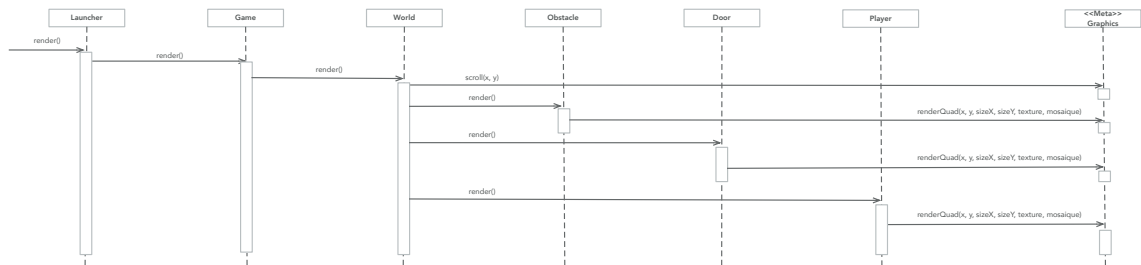 Launcher
Game
World
Obstacle
Door
Player
<<Meta>>
Graphics
render()
render()
render()
scroll(x, y)
render()
renderQuad(x, y, sizeX, sizeY, texture, mosaique)
render()
renderQuad(x, y, sizeX, sizeY, texture, mosaique)
render()
renderQuad(x, y, sizeX, sizeY, texture, mosaique)